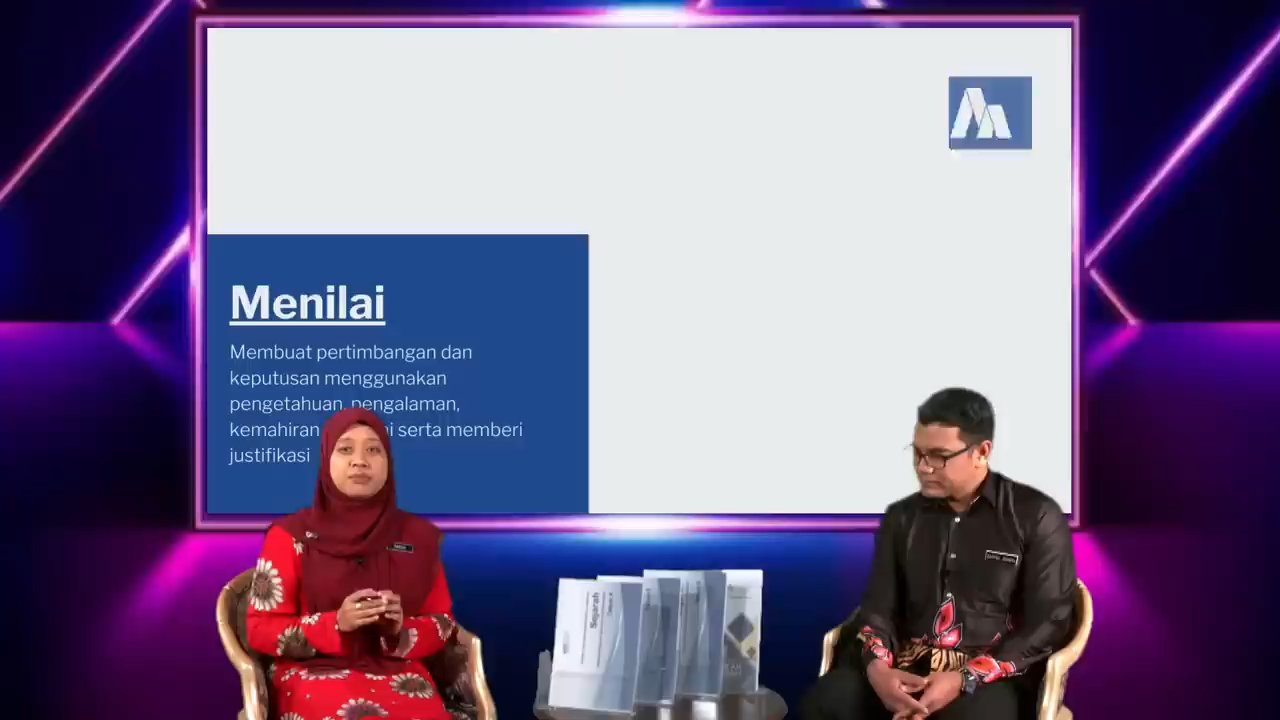 Menilai
Membuat pertimbangan dan
keputusan menggunakan
pengetahuan, pengalaman,
kemahiran serta memberi
justifikasi
Sejarah